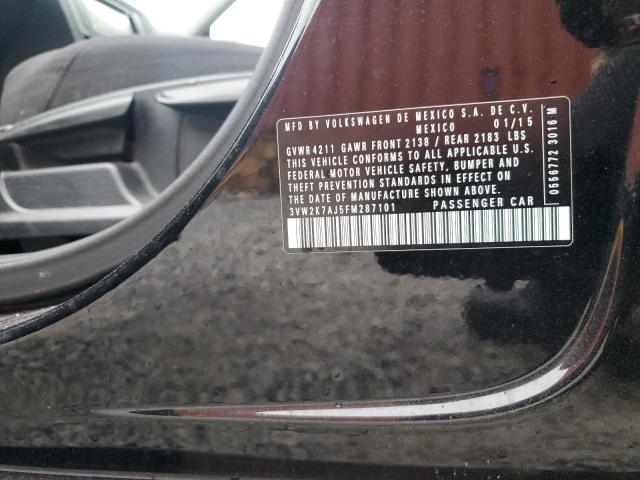 MFD BY VOLKSWAGEN DE MEXICO S.A. DE C.V.
MEXICO 01/15
GVWR4211 GAWR FRONT 2138 / REAR 2183 LBS
THIS VEHICLE CONFORMS TO ALL APPLICABLE U.S.
FEDERAL MOTOR VEHICLE SAFETY, BUMPER AND
THEFT PREVENTION STANDARDS IN EFFECT ON
THE DATE OF MANUFACTURE SHOWN ABOVE.
3VW2K7AJ5FM287101 PASSENGER CAR
0556772 3016 M